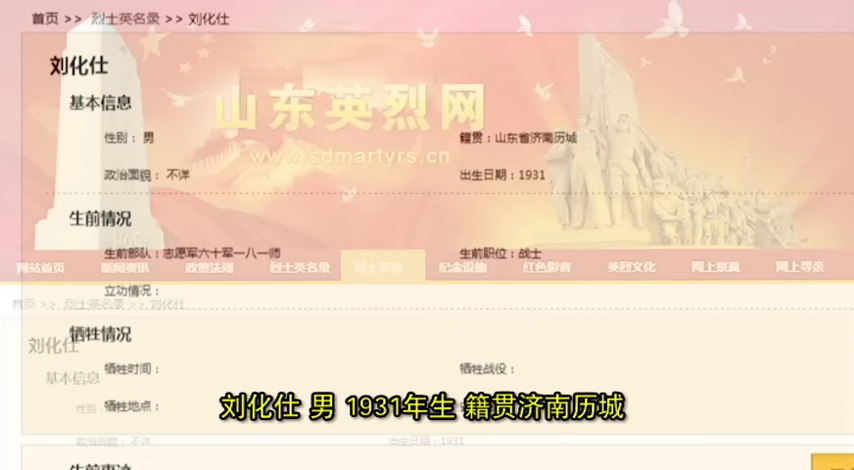 首页 >> 烈士英名录 >> 刘化仕
刘化仕
基本信息
山东英烈网
性别： 男
籍贯：山东省济南历城
www.sdmartyrs.cn
政治面貌： 不详
出生日期：1931
生前情况
生前部队：志愿军六十军一八一师
生前职位：战士
网站首页 新闻资讯 政策法规 烈士英名录 纪念设施 红色影音 英烈文化 网上祭奠 网上寻亲
立功情况：
首页 >> 烈士英名录 >> 刘化仕
牺牲情况
刘化仕
牺牲时间：
牺牲战役：
基本信息
牺牲地点：
性别：
刘化仕 男 1931年生 籍贯济南历城
政治面貌： 不详
出生日期：1931